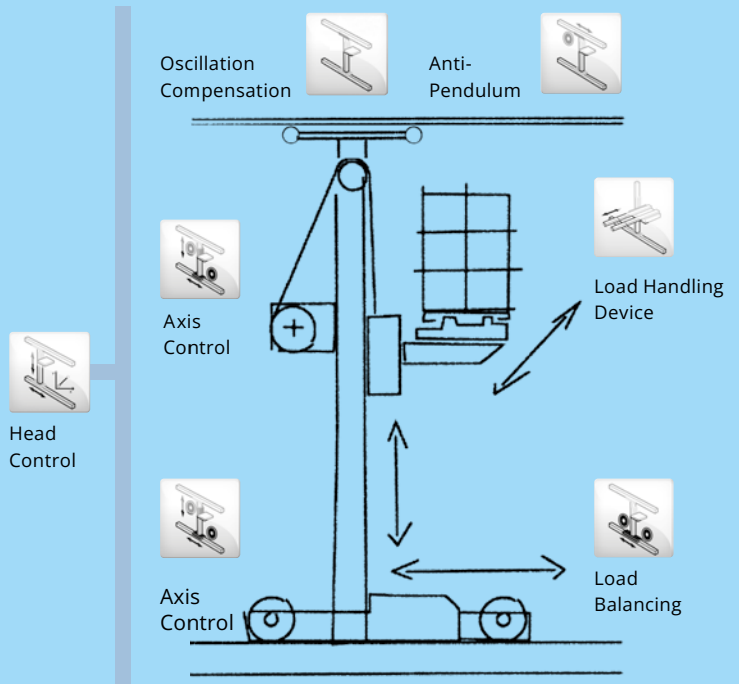 Oscillation
Compensation
Anti-
Pendulum
Axis
Control
Load Handling
Device
Head
Control
Axis
Control
Load
Balancing